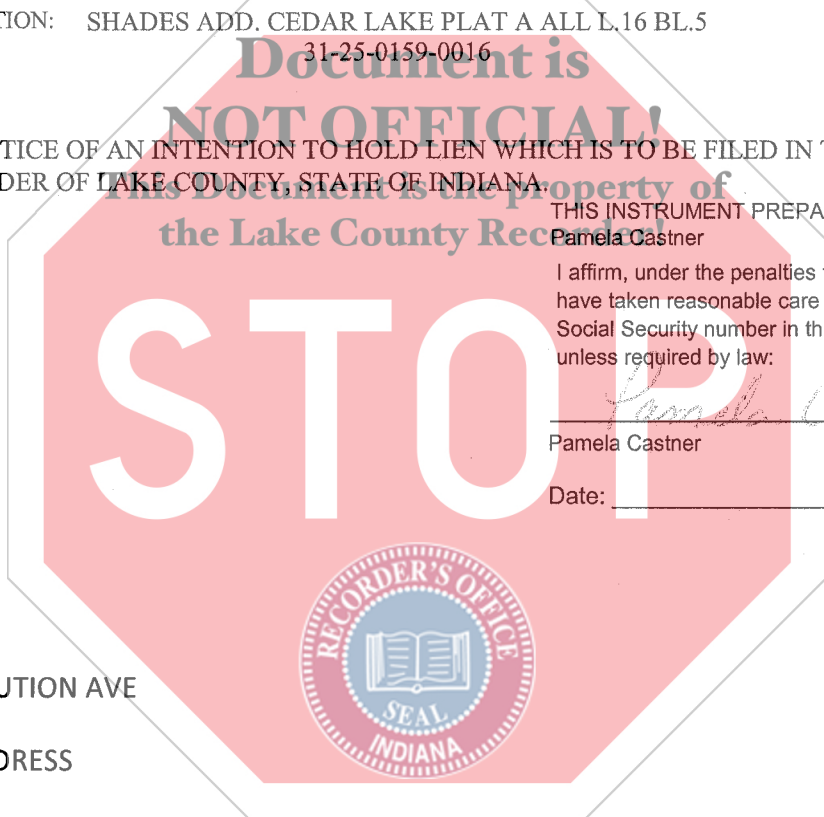 TION: SHADES ADD. CEDAR LAKE PLAT A ALL L.16 BL.5
31-25-0159-0016
Document is
NOT OFFICIAL!
TICE OF AN INTENTION TO HOLD LIEN WHICH IS TO BE FILED IN T
DER OF LAKE COUNTY, STATE OF INDIANA.
This Document is the property of
the Lake County Recorder!
THIS INSTRUMENT PREPA
Pamela Castner
I affirm, under the penalties
have taken reasonable care
Social Security number in th
unless required by law:
Pamela C
Pamela Castner
Date:
STOP
RECORDER'S OFFICE
SEAL
INDIANA
UTION AVE
DRESS